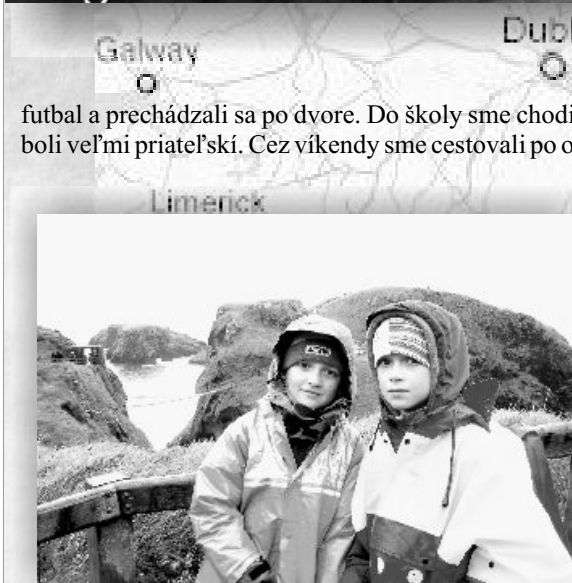 Galway
Dubl
futbal a prechádzali sa po dvore. Do školy sme chodi
boli veľmi priateľskí. Cez víkendy sme cestovali po o
Limerick